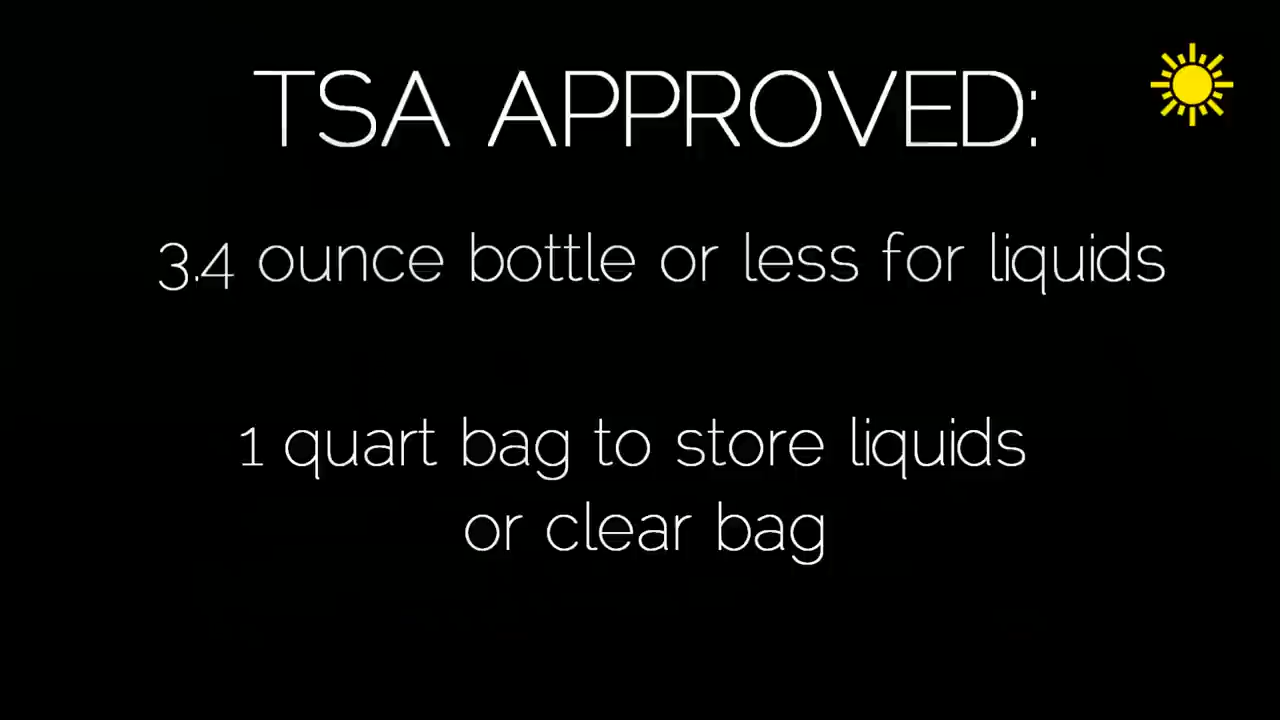 TSA APPROVED:
3.4 ounce bottle or less for liquids
1 quart bag to store liquids
or clear bag